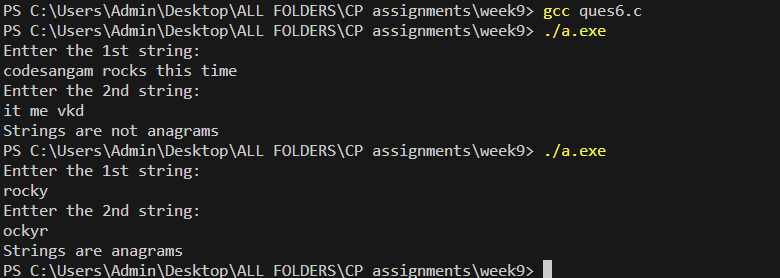 PS C:\Users\Admin\Desktop\ALL FOLDERS\CP assignments\week9> gcc ques6.c
PS C:\Users\Admin\Desktop\ALL FOLDERS\CP assignments\week9> ./a.exe
Entter the 1st string:
codesangam rocks this time
Entter the 2nd string:
it me vkd
Strings are not anagrams
PS C:\Users\Admin\Desktop\ALL FOLDERS\CP assignments\week9> ./a.exe
Entter the 1st string:
rocky
Entter the 2nd string:
ockyr
Strings are anagrams
PS C:\Users\Admin\Desktop\ALL FOLDERS\CP assignments\week9>